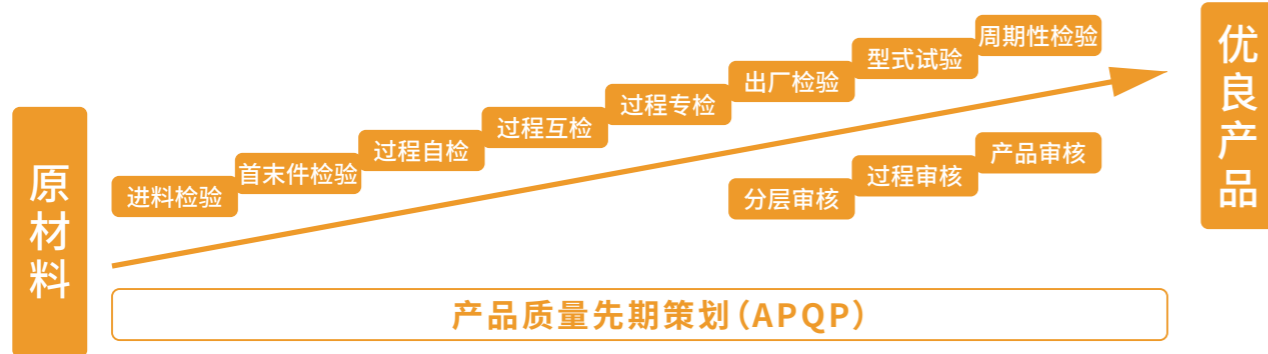 原材料
进料检验
首末件检验
过程自检
过程互检
过程专检
出厂检验
型式试验
周期性检验
分层审核
过程审核
产品审核
优良产品
产品质量先期策划(APQP)